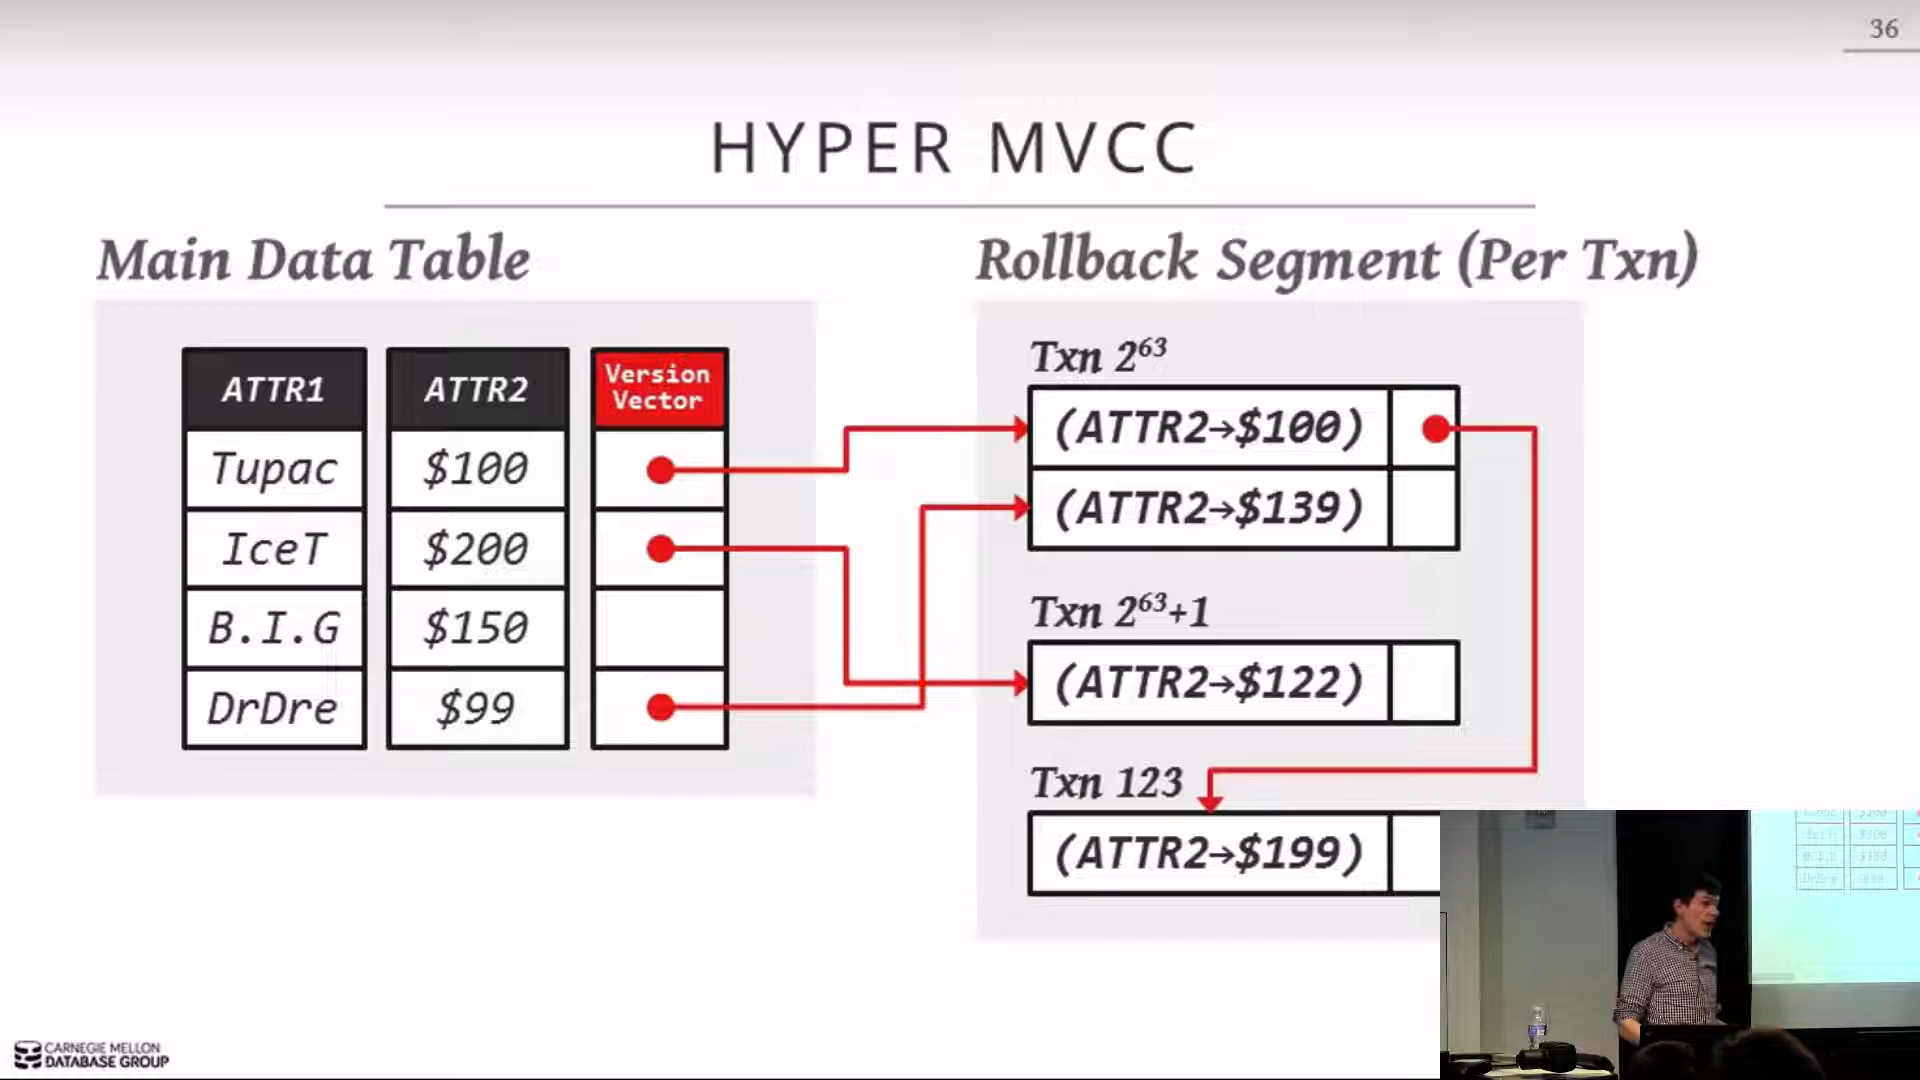 36
HYPER MVCC
Main Data Table
ATTR1 ATTR2 Version Vector
Tupac $100
IceT $200
B.I.G $150
DrDre $99
Rollback Segment (Per Txn)
Txn 2⁶³
(ATTR2→$100)
(ATTR2→$139)
Txn 2⁶³+1
(ATTR2→$122)
Txn 123
(ATTR2→$199)
CARNEGIE MELLON
DATABASE GROUP